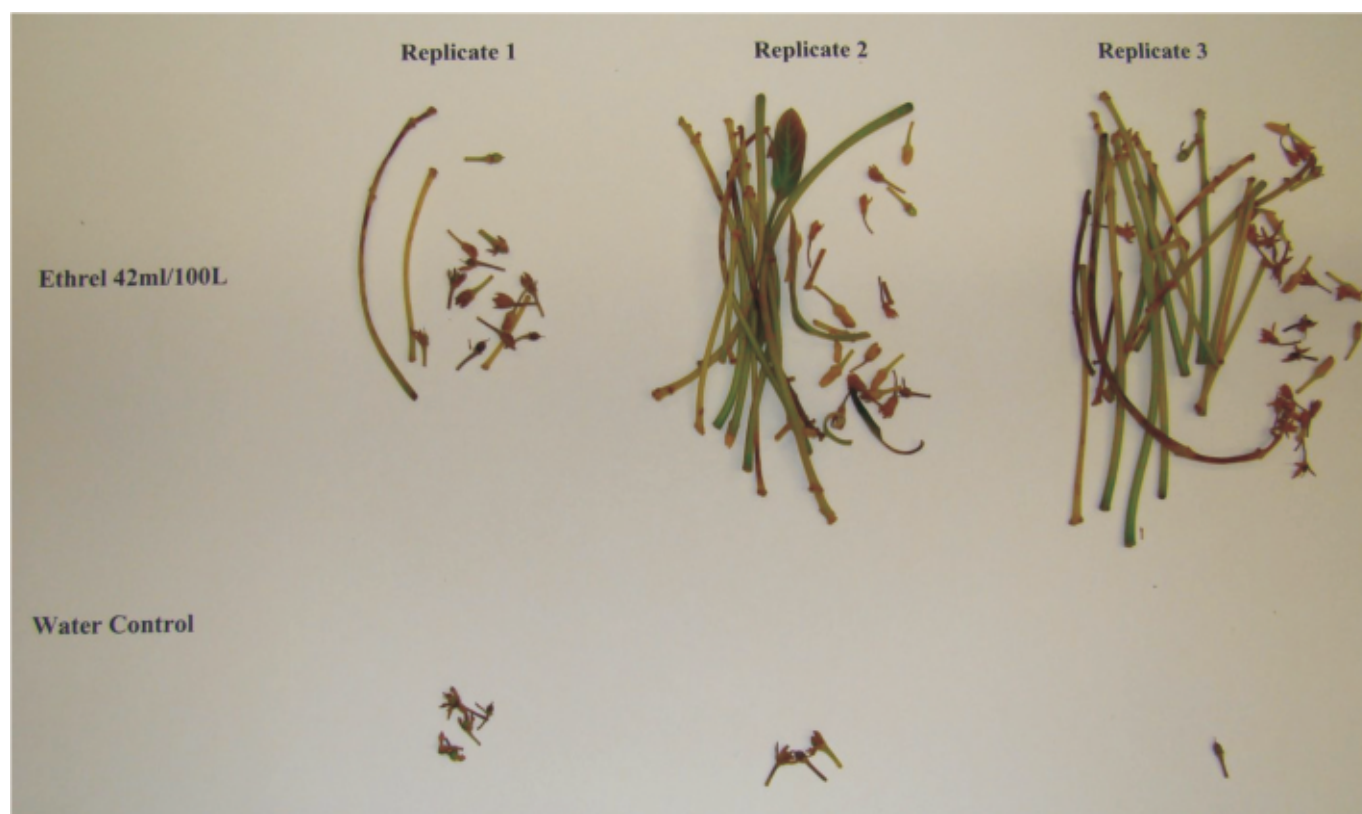 Replicate 1
Replicate 2
Replicate 3
Ethrel 42ml/100L
Water Control